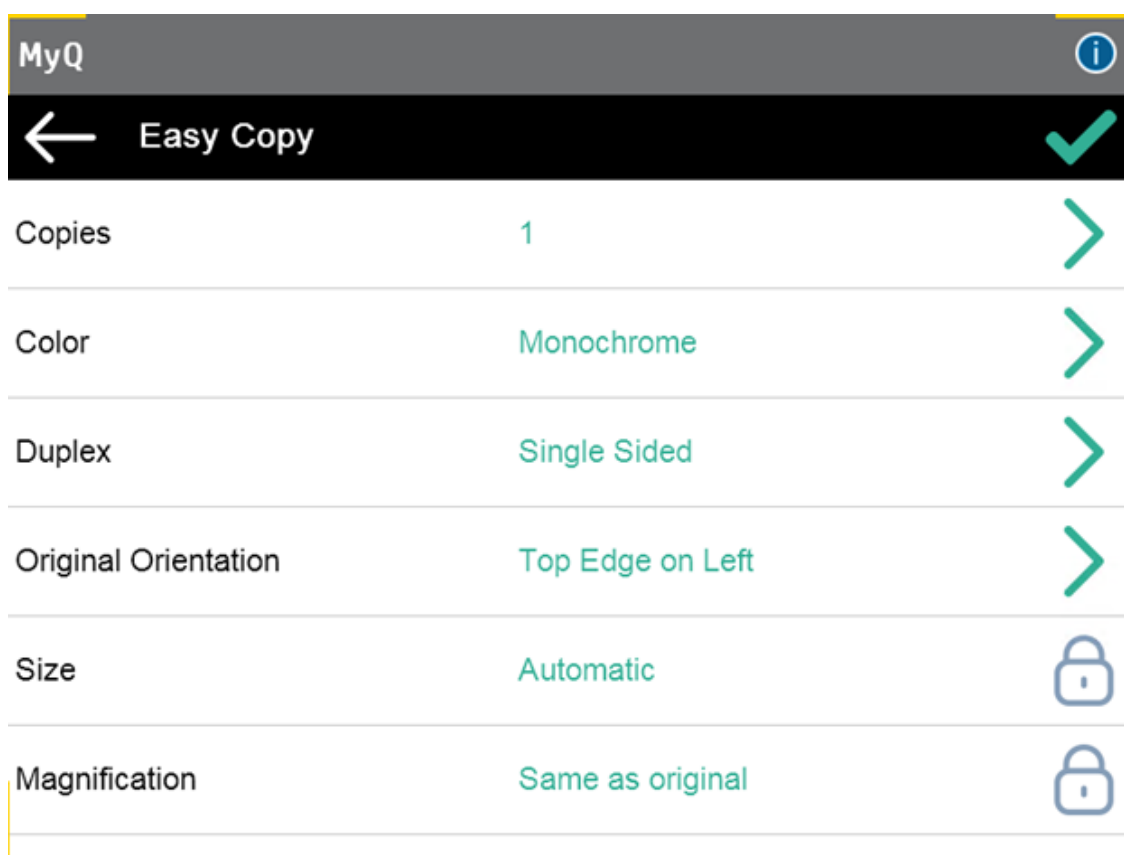 MyQ
i
Easy Copy
Copies 1
Color Monochrome
Duplex Single Sided
Original Orientation Top Edge on Left
Size Automatic
Magnification Same as original